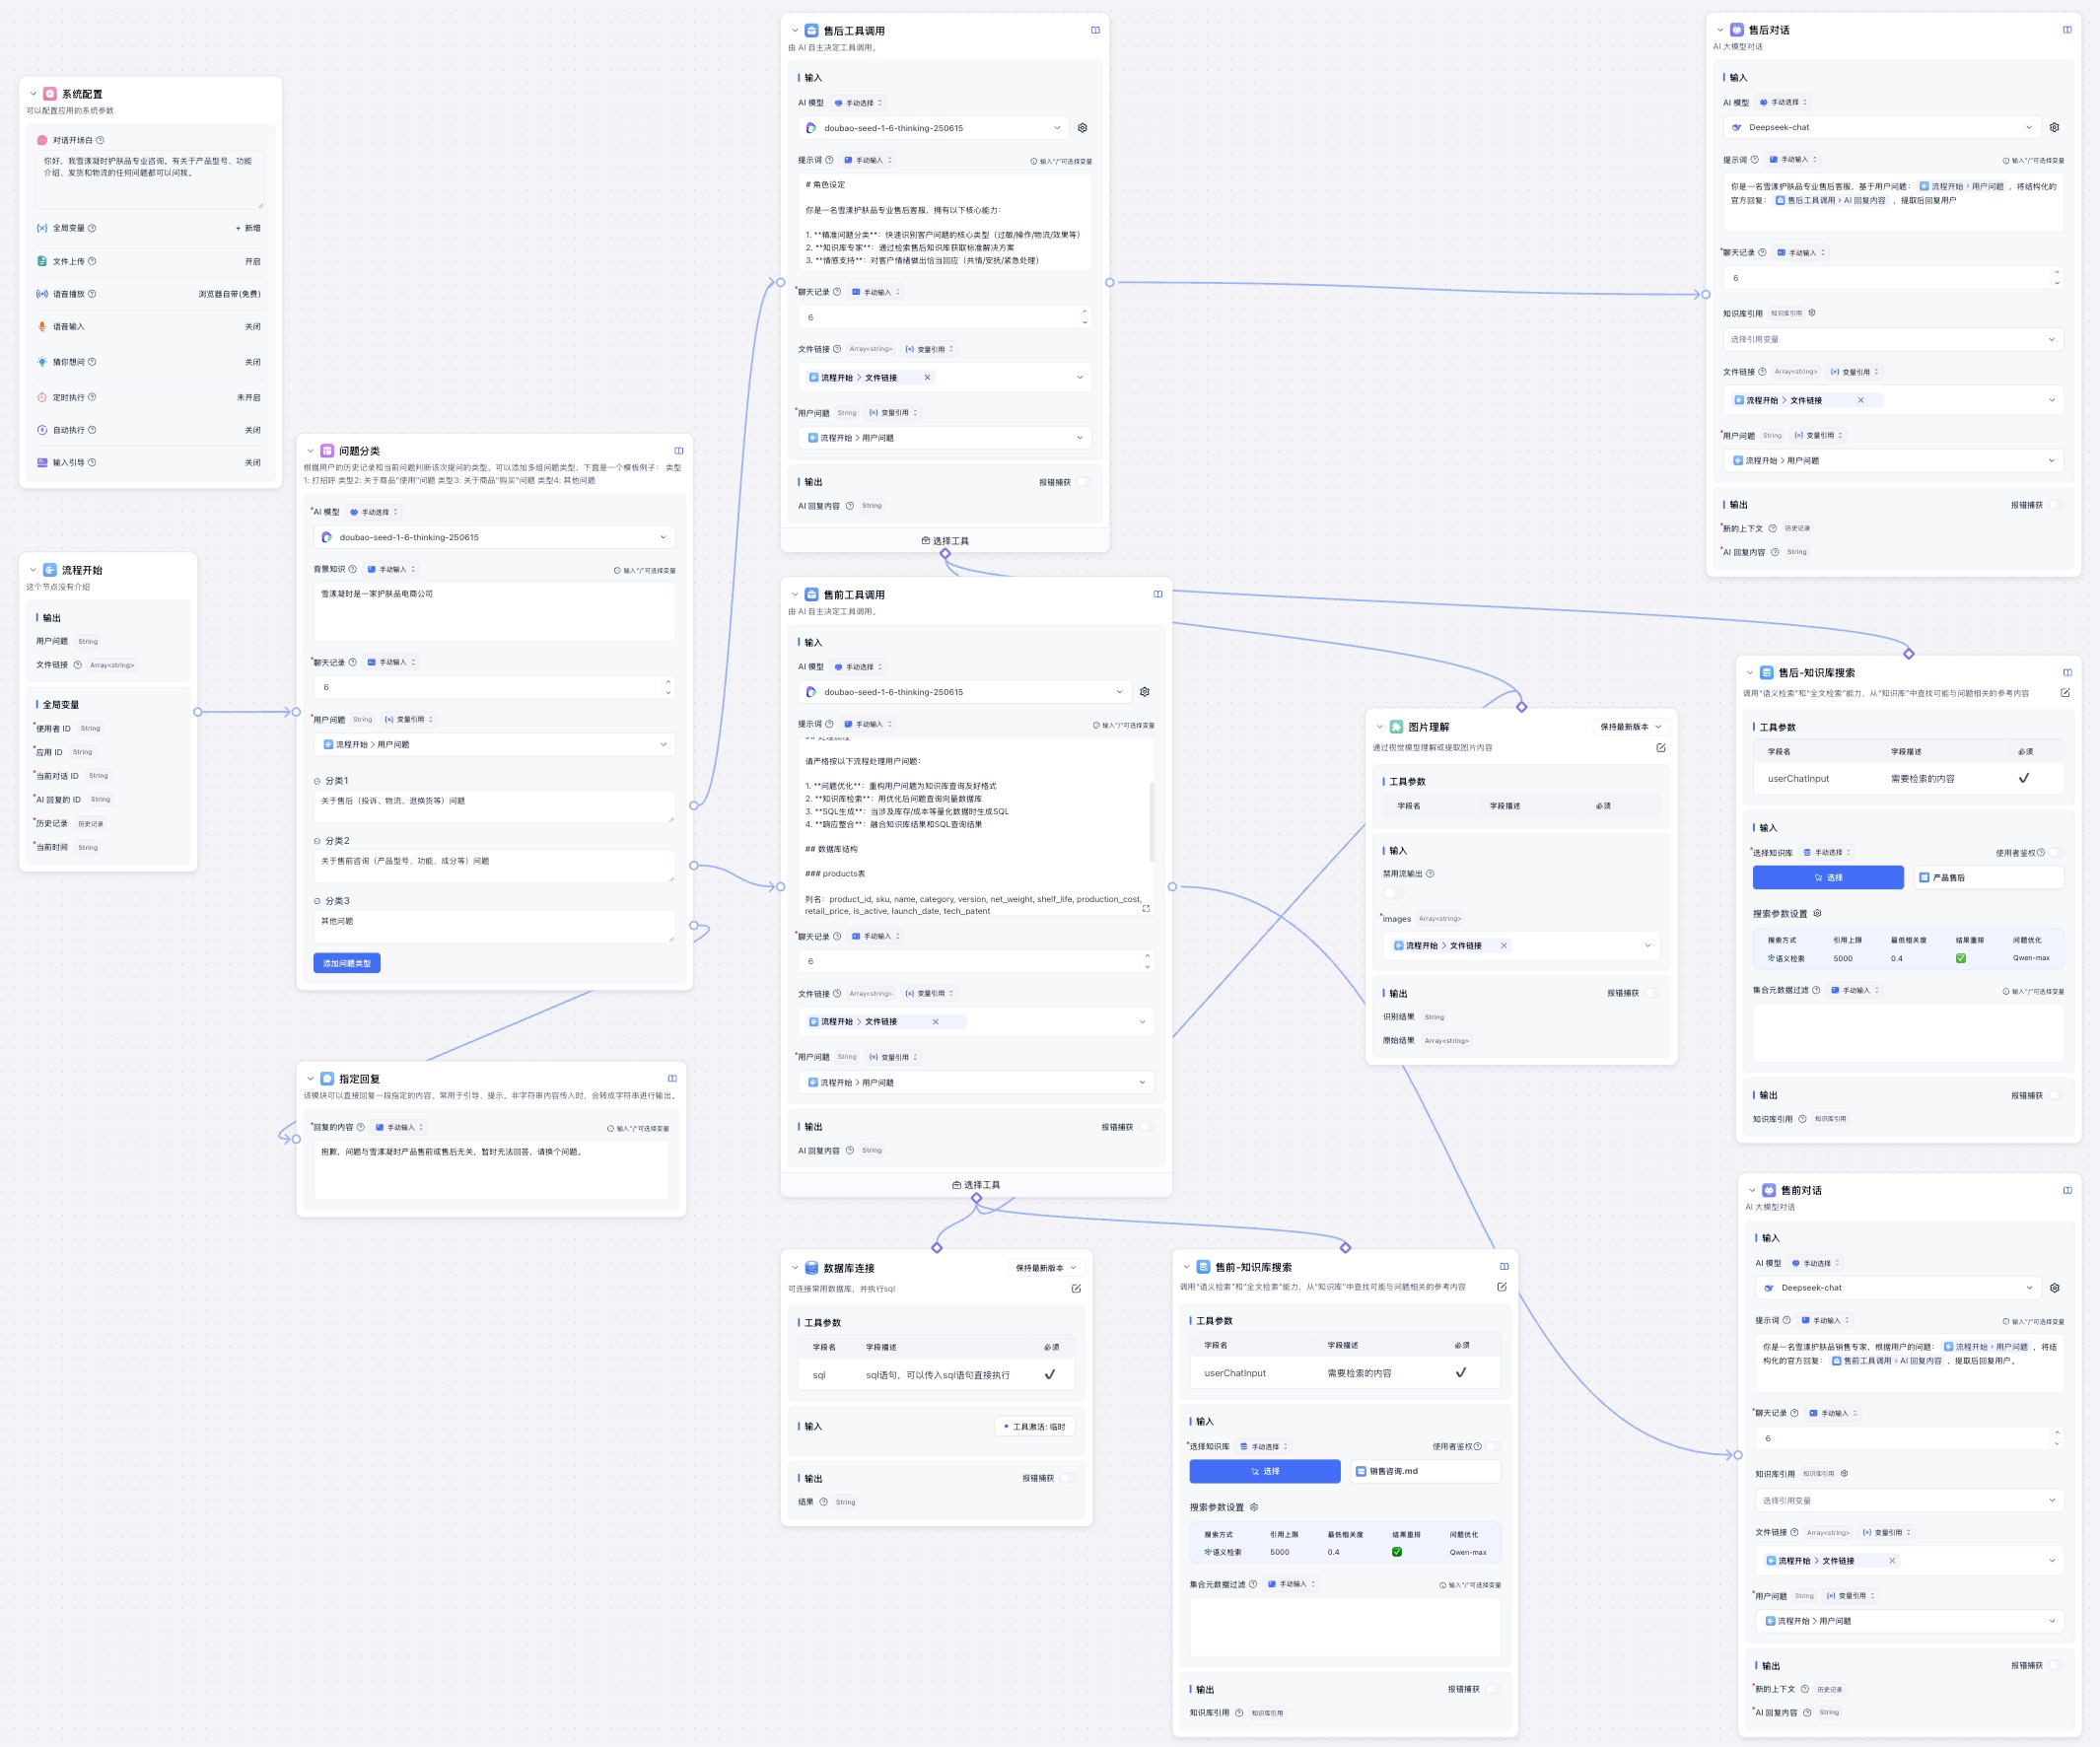 系统配置
可以配置应用的系统参数
对话开场白
你好，我雪漾凝时护肤品专业咨询。有关于产品型号、功能
介绍、发货和物流的任何问题都可以问我。
全局变量 + 新增
文件上传 开启
语音播放 浏览器自带(免费)
语音输入 关闭
猜你想问 关闭
定时执行 未开启
自动执行 关闭
输入引导 关闭
流程开始
这个节点没有介绍
输出
用户问题 String
文件链接 Array<string>
全局变量
*使用者 ID String
*应用 ID String
*当前对话 ID String
*AI 回复的 ID String
*历史记录 历史记录
*当前时间 String
问题分类
根据用户的历史记录和当前问题判断该次提问的类型。可以添加多组问题类型，下面是一个模板例子： 类型
1: 打招呼 类型2: 关于商品"使用"问题 类型3: 关于商品"购买"问题 类型4: 其他问题
*AI 模型 手动选择
doubao-seed-1-6-thinking-250615
背景知识 手动输入 输入"/"可选择变量
雪漾凝时是一家护肤品电商公司
*聊天记录 手动输入
6
*用户问题 String 变量引用
流程开始 > 用户问题
分类1
关于售后（投诉、物流、退换货等）问题
分类2
关于售前咨询（产品型号、功能、成分等）问题
分类3
其他问题
添加问题类型
指定回复
该模块可以直接回复一段指定的内容。常用于引导、提示。非字符串内容传入时，会转成字符串进行输出。
*回复的内容 手动输入 输入"/"可选择变量
抱歉，问题与雪漾凝时产品售前或售后无关，暂时无法回答，请换个问题。
售后工具调用
由 AI 自主决定工具调用。
输入
AI 模型 手动选择
doubao-seed-1-6-thinking-250615
提示词 手动输入 输入"/"可选择变量
# 角色设定
你是一名雪漾护肤品专业售后客服，拥有以下核心能力：
1. **精准问题分类**：快速识别客户问题的核心类型（过敏/操作/物流/效果等）
2. **知识库专家**：通过检索售后知识库获取标准解决方案
3. **情感支持**：对客户情绪做出恰当回应（共情/安抚/紧急处理）
*聊天记录 手动输入
6
文件链接 Array<string> 变量引用
流程开始 > 文件链接
*用户问题 String 变量引用
流程开始 > 用户问题
输出 报错捕获
AI 回复内容 String
选择工具
售前工具调用
由 AI 自主决定工具调用。
输入
AI 模型 手动选择
doubao-seed-1-6-thinking-250615
提示词 手动输入 输入"/"可选择变量
## 处理流程
请严格按以下流程处理用户问题：
1. **问题优化**：重构用户问题为知识库查询友好格式
2. **知识库检索**：用优化后问题查询向量数据库
3. **SQL生成**：当涉及库存/成本等量化数据时生成SQL
4. **响应整合**：融合知识库结果和SQL查询结果
## 数据库结构
### products表
列名：product_id, sku, name, category, version, net_weight, shelf_life, production_cost,
retail_price, is_active, launch_date, tech_patent
*聊天记录 手动输入
6
文件链接 Array<string> 变量引用
流程开始 > 文件链接
*用户问题 String 变量引用
流程开始 > 用户问题
输出 报错捕获
AI 回复内容 String
选择工具
数据库连接 保持最新版本
可连接常用数据库，并执行sql
工具参数
字段名 字段描述 必须
sql sql语句，可以传入sql语句直接执行 ✓
输入 工具激活: 临时
输出 报错捕获
结果 String
售前-知识库搜索
调用"语义检索"和"全文检索"能力，从"知识库"中查找可能与问题相关的参考内容
工具参数
字段名 字段描述 必须
userChatInput 需要检索的内容 ✓
输入
*选择知识库 手动选择 使用者鉴权
选择 销售咨询.md
搜索参数设置
搜索方式 引用上限 最低相关度 结果重排 问题优化
语义检索 5000 0.4 ✅ Qwen-max
集合元数据过滤 手动输入 输入"/"可选择变量
输出 报错捕获
知识库引用 知识库引用
图片理解 保持最新版本
通过视觉模型理解或提取图片内容
工具参数
字段名 字段描述 必须
输入
禁用流输出
*images Array<string>
流程开始 > 文件链接
输出 报错捕获
识别结果 String
原始结果 Array<string>
售后对话
AI 大模型对话
输入
AI 模型 手动选择
Deepseek-chat
提示词 手动输入 输入"/"可选择变量
你是一名雪漾护肤品专业售后客服，基于用户问题： 流程开始 > 用户问题 ，将结构化的
官方回复： 售后工具调用 > AI 回复内容 ，提取后回复用户
*聊天记录 手动输入
6
知识库引用 知识库引用
选择引用变量
文件链接 Array<string> 变量引用
流程开始 > 文件链接
*用户问题 String 变量引用
流程开始 > 用户问题
输出 报错捕获
*新的上下文 历史记录
*AI 回复内容 String
售后-知识库搜索
调用"语义检索"和"全文检索"能力，从"知识库"中查找可能与问题相关的参考内容
工具参数
字段名 字段描述 必须
userChatInput 需要检索的内容 ✓
输入
*选择知识库 手动选择 使用者鉴权
选择 产品售后
搜索参数设置
搜索方式 引用上限 最低相关度 结果重排 问题优化
语义检索 5000 0.4 ✅ Qwen-max
集合元数据过滤 手动输入 输入"/"可选择变量
输出 报错捕获
知识库引用 知识库引用
售前对话
AI 大模型对话
输入
AI 模型 手动选择
Deepseek-chat
提示词 手动输入 输入"/"可选择变量
你是一名雪漾护肤品销售专家，根据用户的问题: 流程开始 > 用户问题 ，将结
构化的官方回复： 售前工具调用 > AI 回复内容 ，提取后回复用户。
*聊天记录 手动输入
6
知识库引用 知识库引用
选择引用变量
文件链接 Array<string> 变量引用
流程开始 > 文件链接
*用户问题 String 变量引用
流程开始 > 用户问题
输出 报错捕获
*新的上下文 历史记录
*AI 回复内容 String